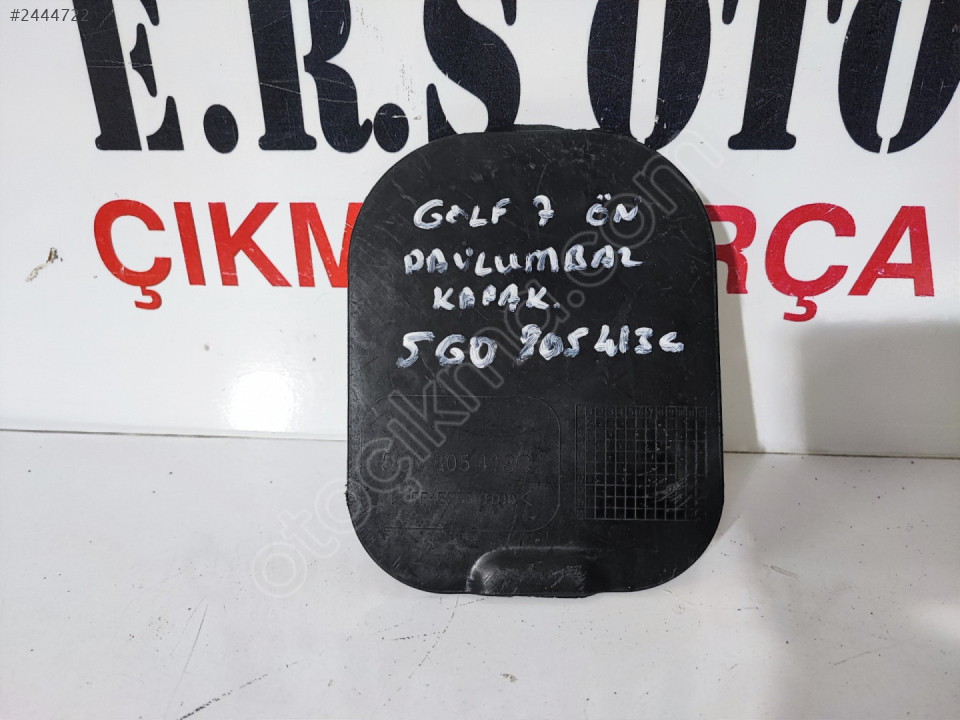 #2444722
E.R.S OTO
ÇIKM RÇA
GOLF 7 ÖN
DAVLUMBAZ
KAPAK.
5G0 805413C
otoçıkma.com